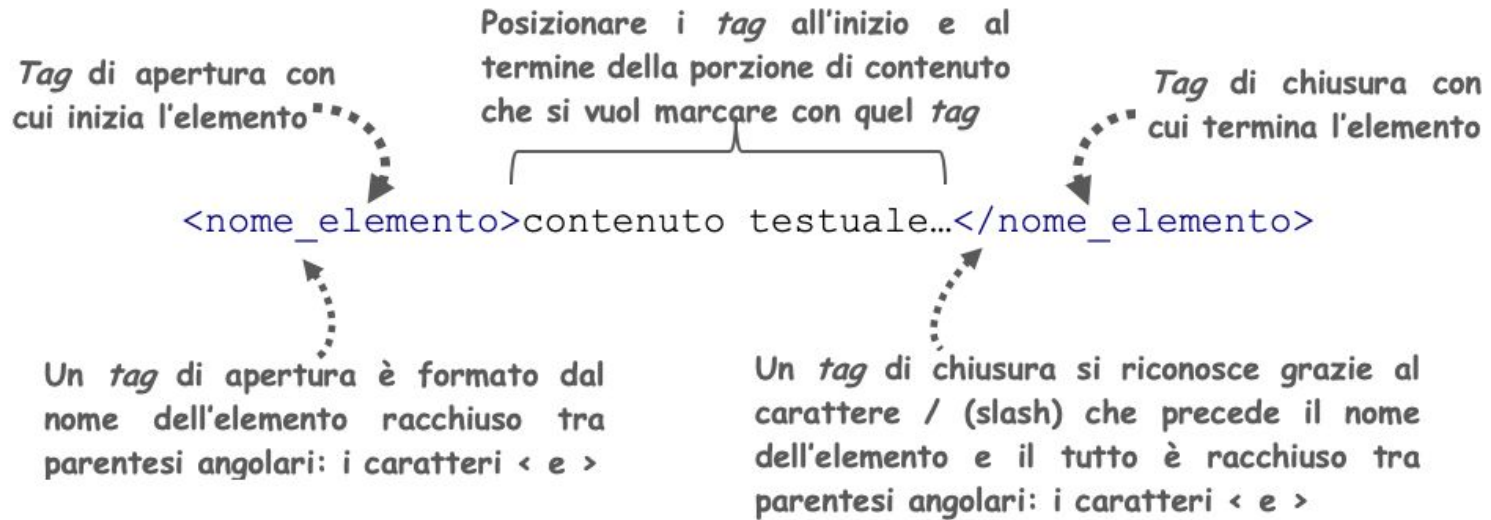 Posizionare i tag all'inizio e al
termine della porzione di contenuto
che si vuol marcare con quel tag
Tag di apertura con
cui inizia l'elemento
Tag di chiusura con
cui termina l'elemento
<nome_elemento>contenuto testuale…</nome_elemento>
Un tag di apertura è formato dal
nome dell'elemento racchiuso tra
parentesi angolari: i caratteri < e >
Un tag di chiusura si riconosce grazie al
carattere / (slash) che precede il nome
dell'elemento e il tutto è racchiuso tra
parentesi angolari: i caratteri < e >